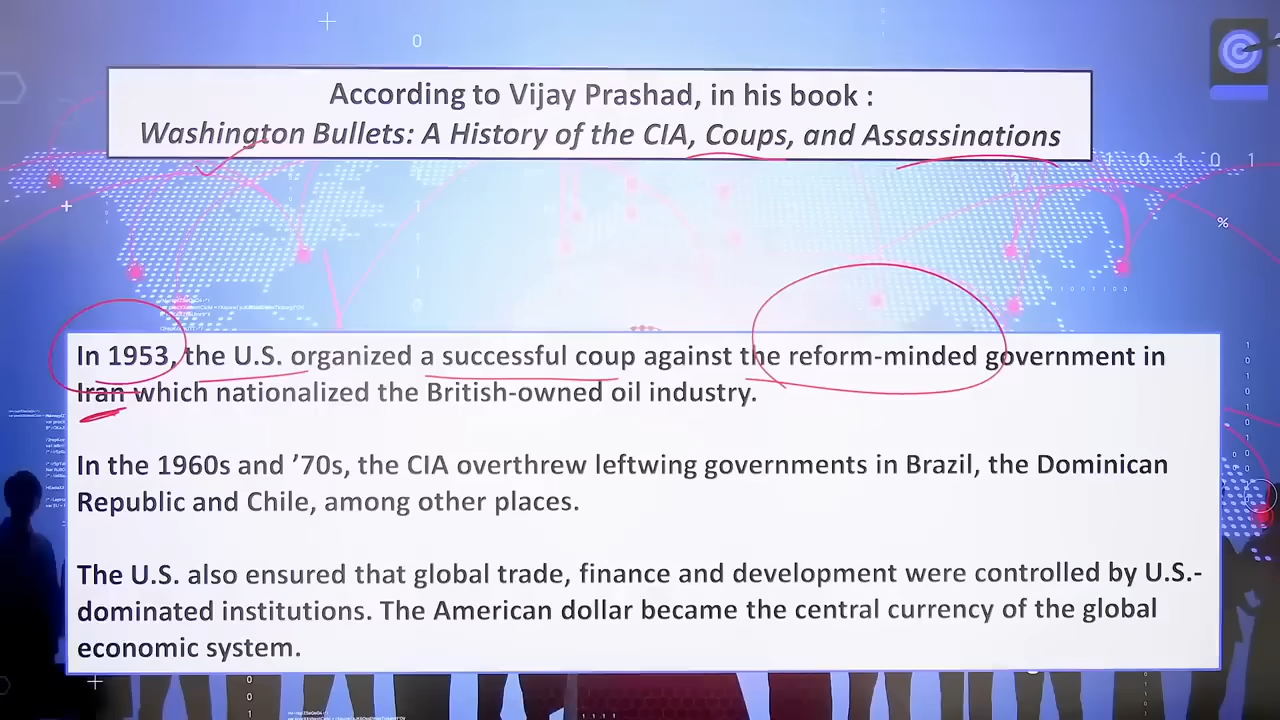 According to Vijay Prashad, in his book :
Washington Bullets: A History of the CIA, Coups, and Assassinations
In 1953, the U.S. organized a successful coup against the reform-minded government in
Iran which nationalized the British-owned oil industry.
In the 1960s and ’70s, the CIA overthrew leftwing governments in Brazil, the Dominican
Republic and Chile, among other places.
The U.S. also ensured that global trade, finance and development were controlled by U.S.-
dominated institutions. The American dollar became the central currency of the global
economic system.